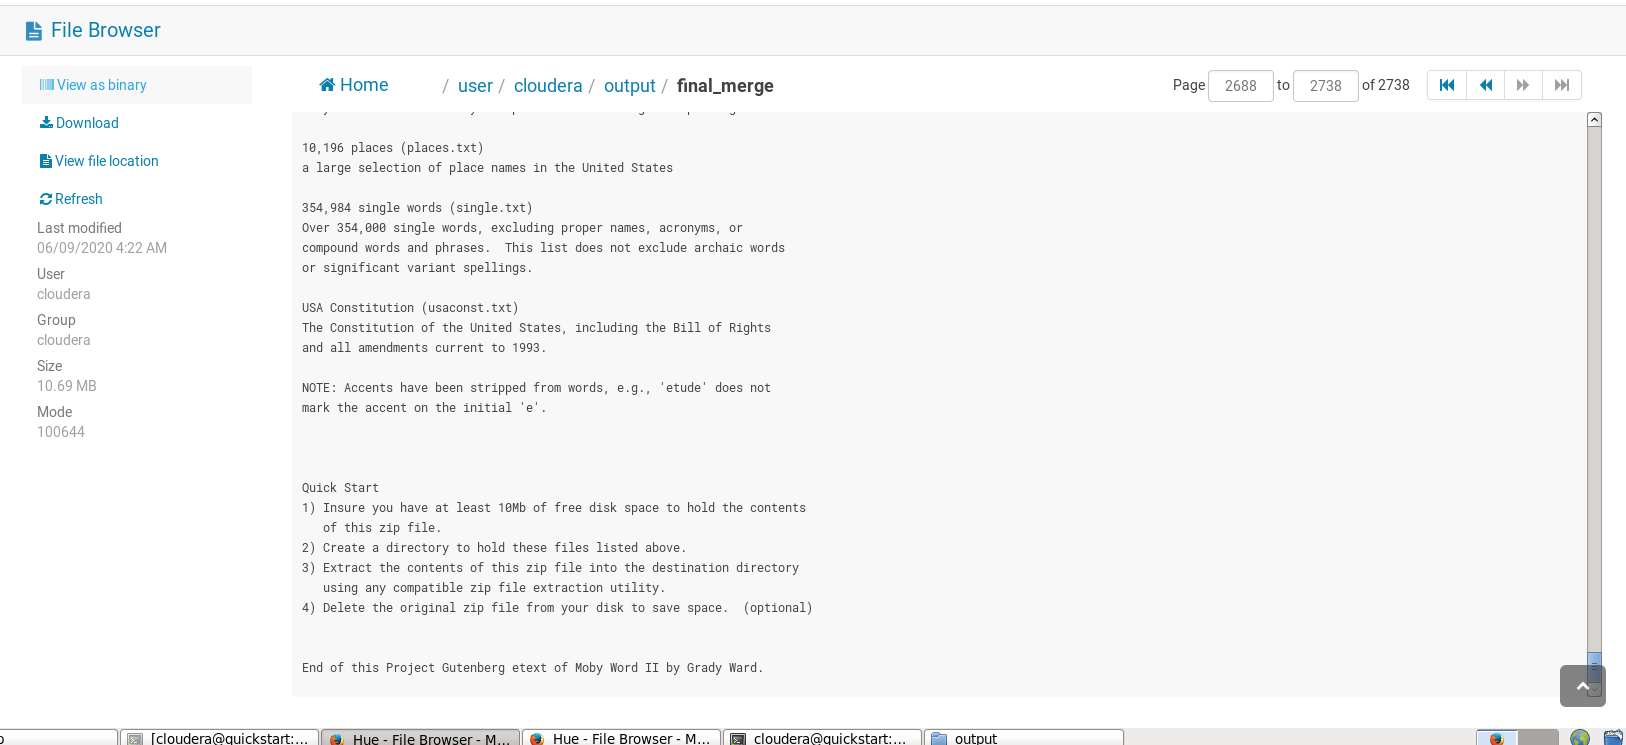 File Browser
View as binary
Home / user / cloudera / output / final_merge
Page 2688 to 2738 of 2738
Download
View file location
Refresh
Last modified
06/09/2020 4:22 AM
User
cloudera
Group
cloudera
Size
10.69 MB
Mode
100644
10,196 places (places.txt)
a large selection of place names in the United States
354,984 single words (single.txt)
Over 354,000 single words, excluding proper names, acronyms, or
compound words and phrases.  This list does not exclude archaic words
or significant variant spellings.
USA Constitution (usaconst.txt)
The Constitution of the United States, including the Bill of Rights
and all amendments current to 1993.
NOTE: Accents have been stripped from words, e.g., 'etude' does not
mark the accent on the initial 'e'.
Quick Start
1) Insure you have at least 10Mb of free disk space to hold the contents
   of this zip file.
2) Create a directory to hold these files listed above.
3) Extract the contents of this zip file into the destination directory
   using any compatible zip file extraction utility.
4) Delete the original zip file from your disk to save space.  (optional)
End of this Project Gutenberg etext of Moby Word II by Grady Ward.
[cloudera@quickstart:...
Hue - File Browser - M...
Hue - File Browser - M...
cloudera@quickstart:...
output